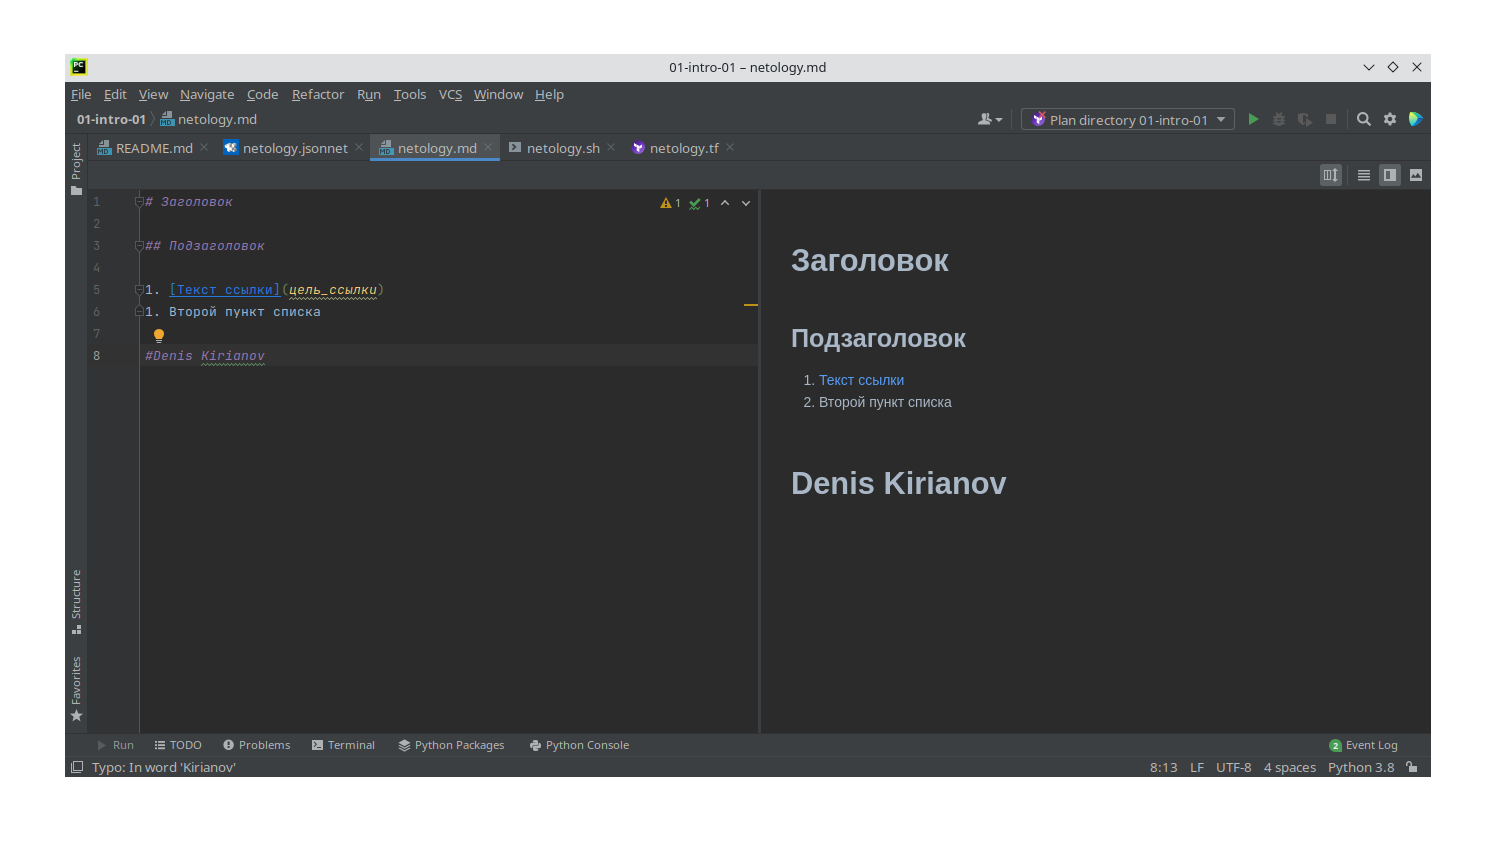 PC
01-intro-01 – netology.md
File Edit View Navigate Code Refactor Run Tools VCS Window Help
01-intro-01 netology.md
Plan directory 01-intro-01
README.md netology.jsonnet netology.md netology.sh netology.tf
Project
1 # Заголовок
1 1
2
3 ## Подзаголовок
4
5 1. [Текст ссылки](цель_ссылки)
6 1. Второй пункт списка
7
8 #Denis Kirianov
Заголовок
Подзаголовок
1. Текст ссылки
2. Второй пункт списка
Denis Kirianov
Structure
Favorites
Run TODO Problems Terminal Python Packages Python Console
2 Event Log
Typo: In word 'Kirianov'
8:13 LF UTF-8 4 spaces Python 3.8